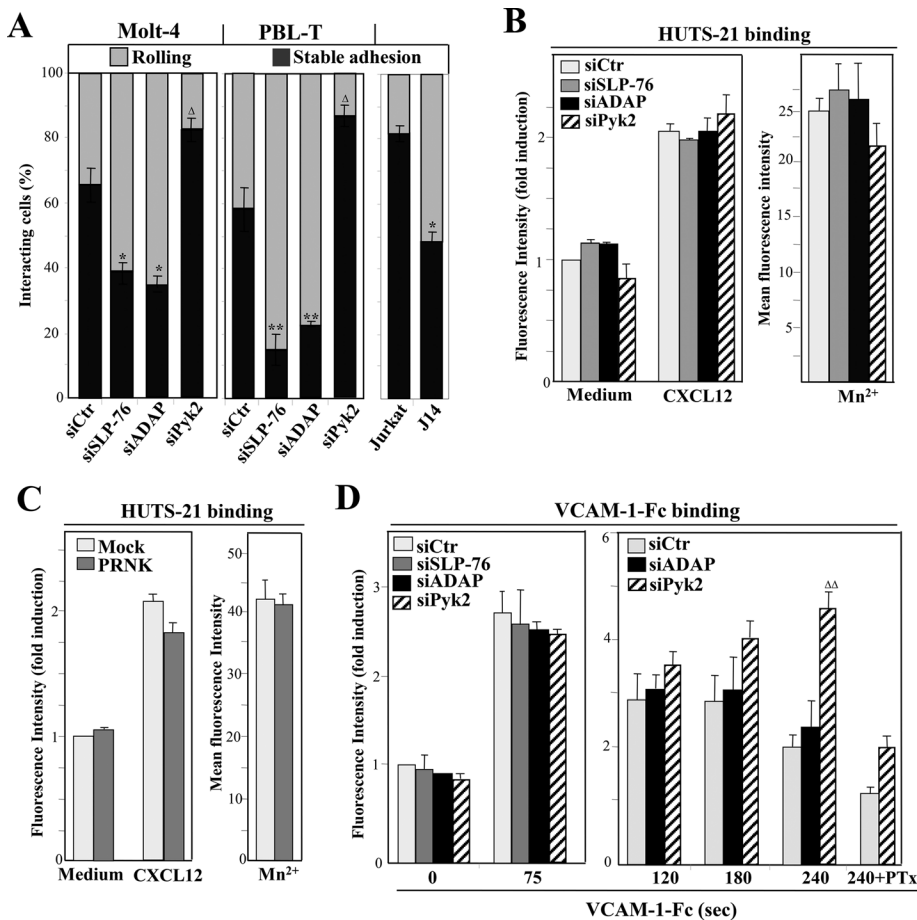 A
Molt-4 PBL-T
Rolling Stable adhesion
Interacting cells (%)
100
80
60
40
20
0
* * Δ
** ** Δ
*
siCtr siSLP-76 siADAP siPyk2
siCtr siSLP-76 siADAP siPyk2
Jurkat J14
B
HUTS-21 binding
siCtr
siSLP-76
siADAP
siPyk2
Fluorescence Intensity (fold induction)
2
1
0
Medium CXCL12
Mean fluorescence intensity
25
20
15
10
5
Mn²⁺
C
HUTS-21 binding
Mock
PRNK
Fluorescence Intensity (fold induction)
2
1
0
Medium CXCL12
Mean fluorescence Intensity
50
40
30
20
10
0
Mn²⁺
D
VCAM-1-Fc binding
siCtr
siSLP-76
siADAP
siPyk2
Fluorescence Intensity (fold induction)
3
2
1
0
0 75
siCtr
siADAP
siPyk2
6
4
2
0
ΔΔ
120 180 240 240+PTx
VCAM-1-Fc (sec)